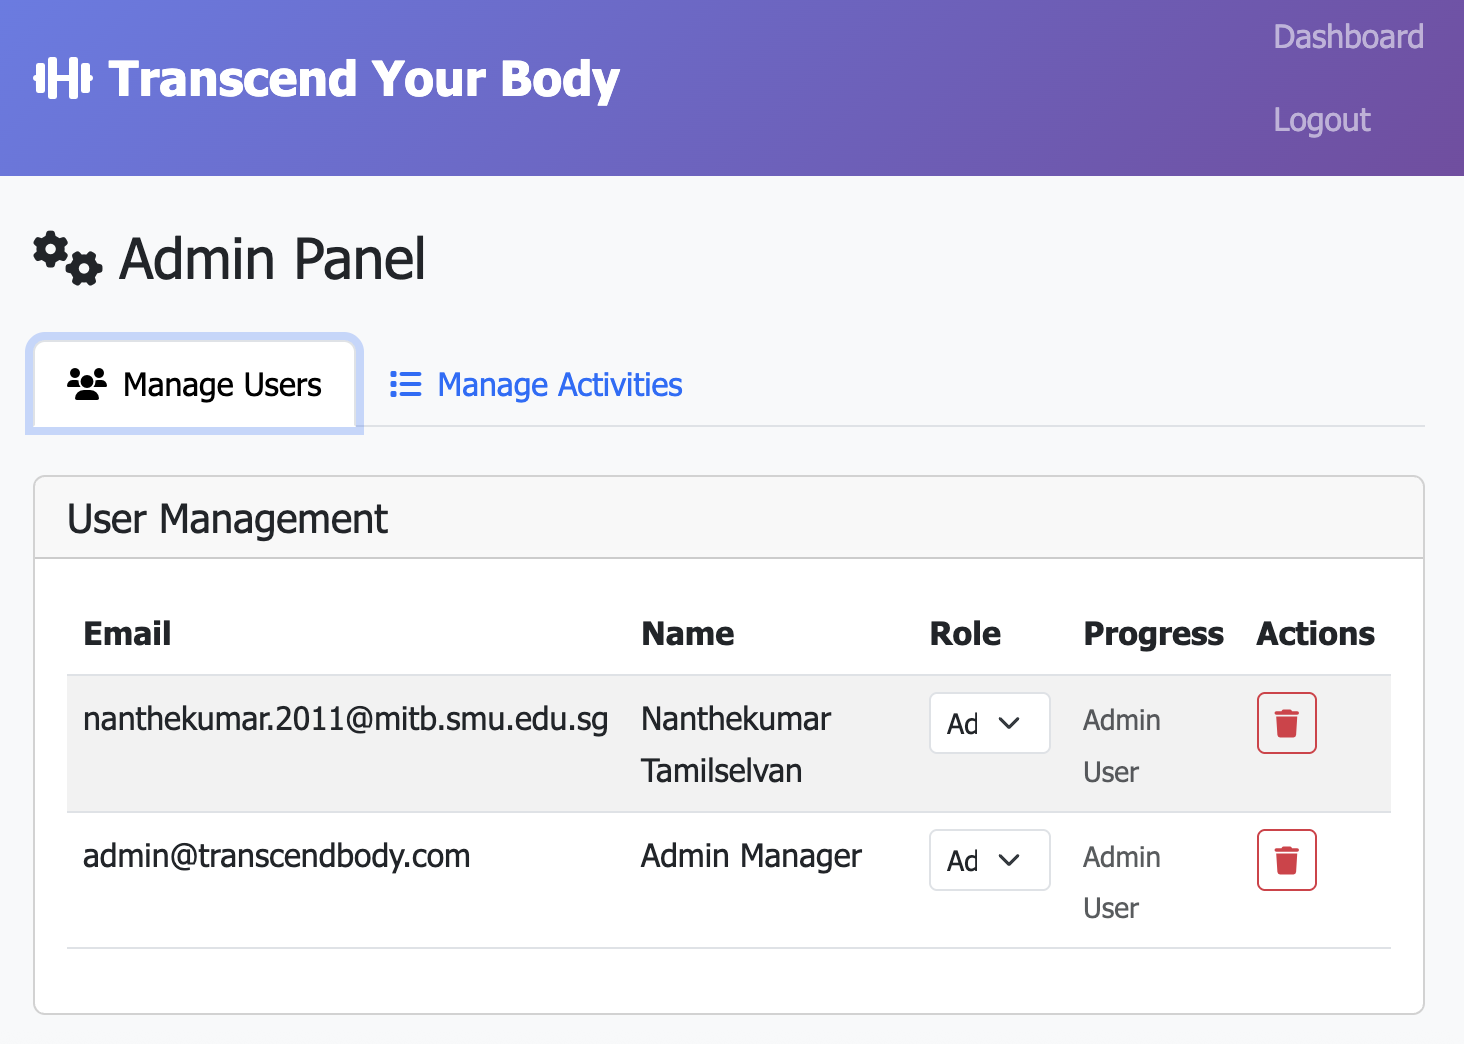 Transcend Your Body
Dashboard
Logout
Admin Panel
Manage Users
Manage Activities
User Management
Email Name Role Progress Actions
nanthekumar.2011@mitb.smu.edu.sg Nanthekumar Ad Admin
Tamilselvan User
admin@transcendbody.com Admin Manager Ad Admin
User